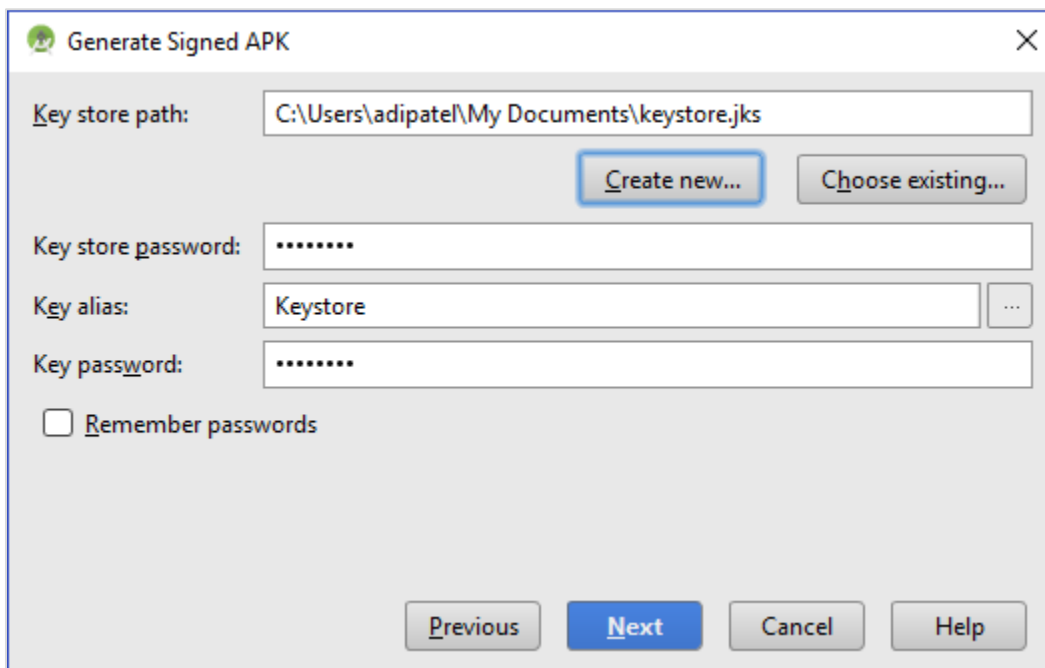 Generate Signed APK
Key store path: C:\Users\adipatel\My Documents\keystore.jks
Create new... Choose existing...
Key store password: ••••••••
Key alias: Keystore ...
Key password: ••••••••
Remember passwords
Previous Next Cancel Help